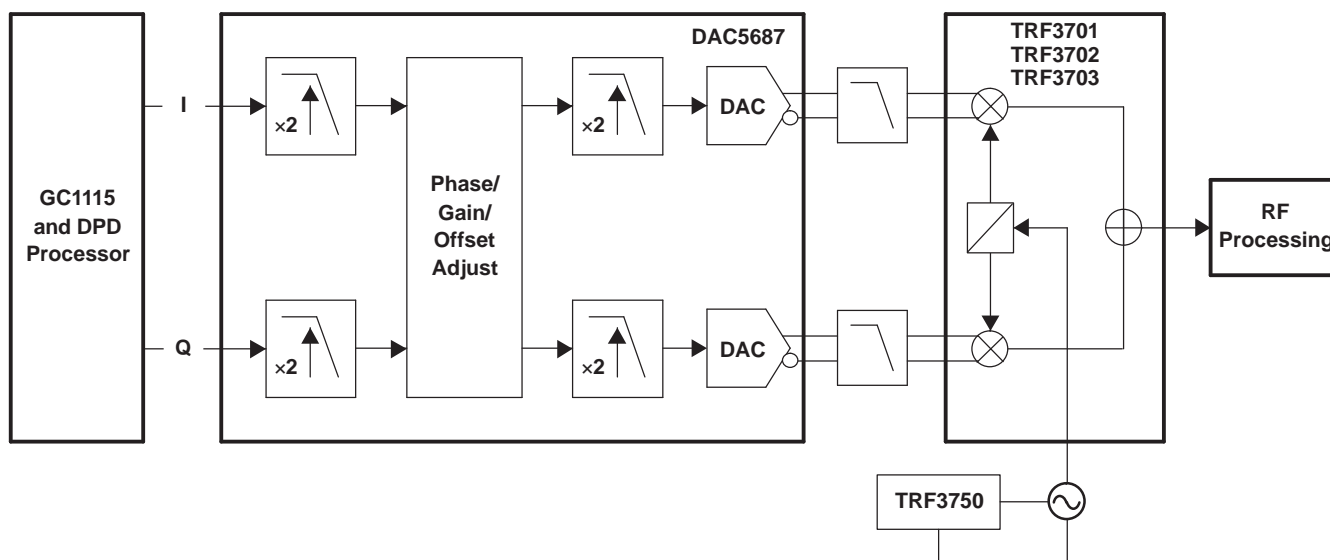 GC1115
and DPD
Processor
I
Q
DAC5687
×2
×2
Phase/
Gain/
Offset
Adjust
×2
×2
DAC
DAC
TRF3701
TRF3702
TRF3703
RF
Processing
TRF3750